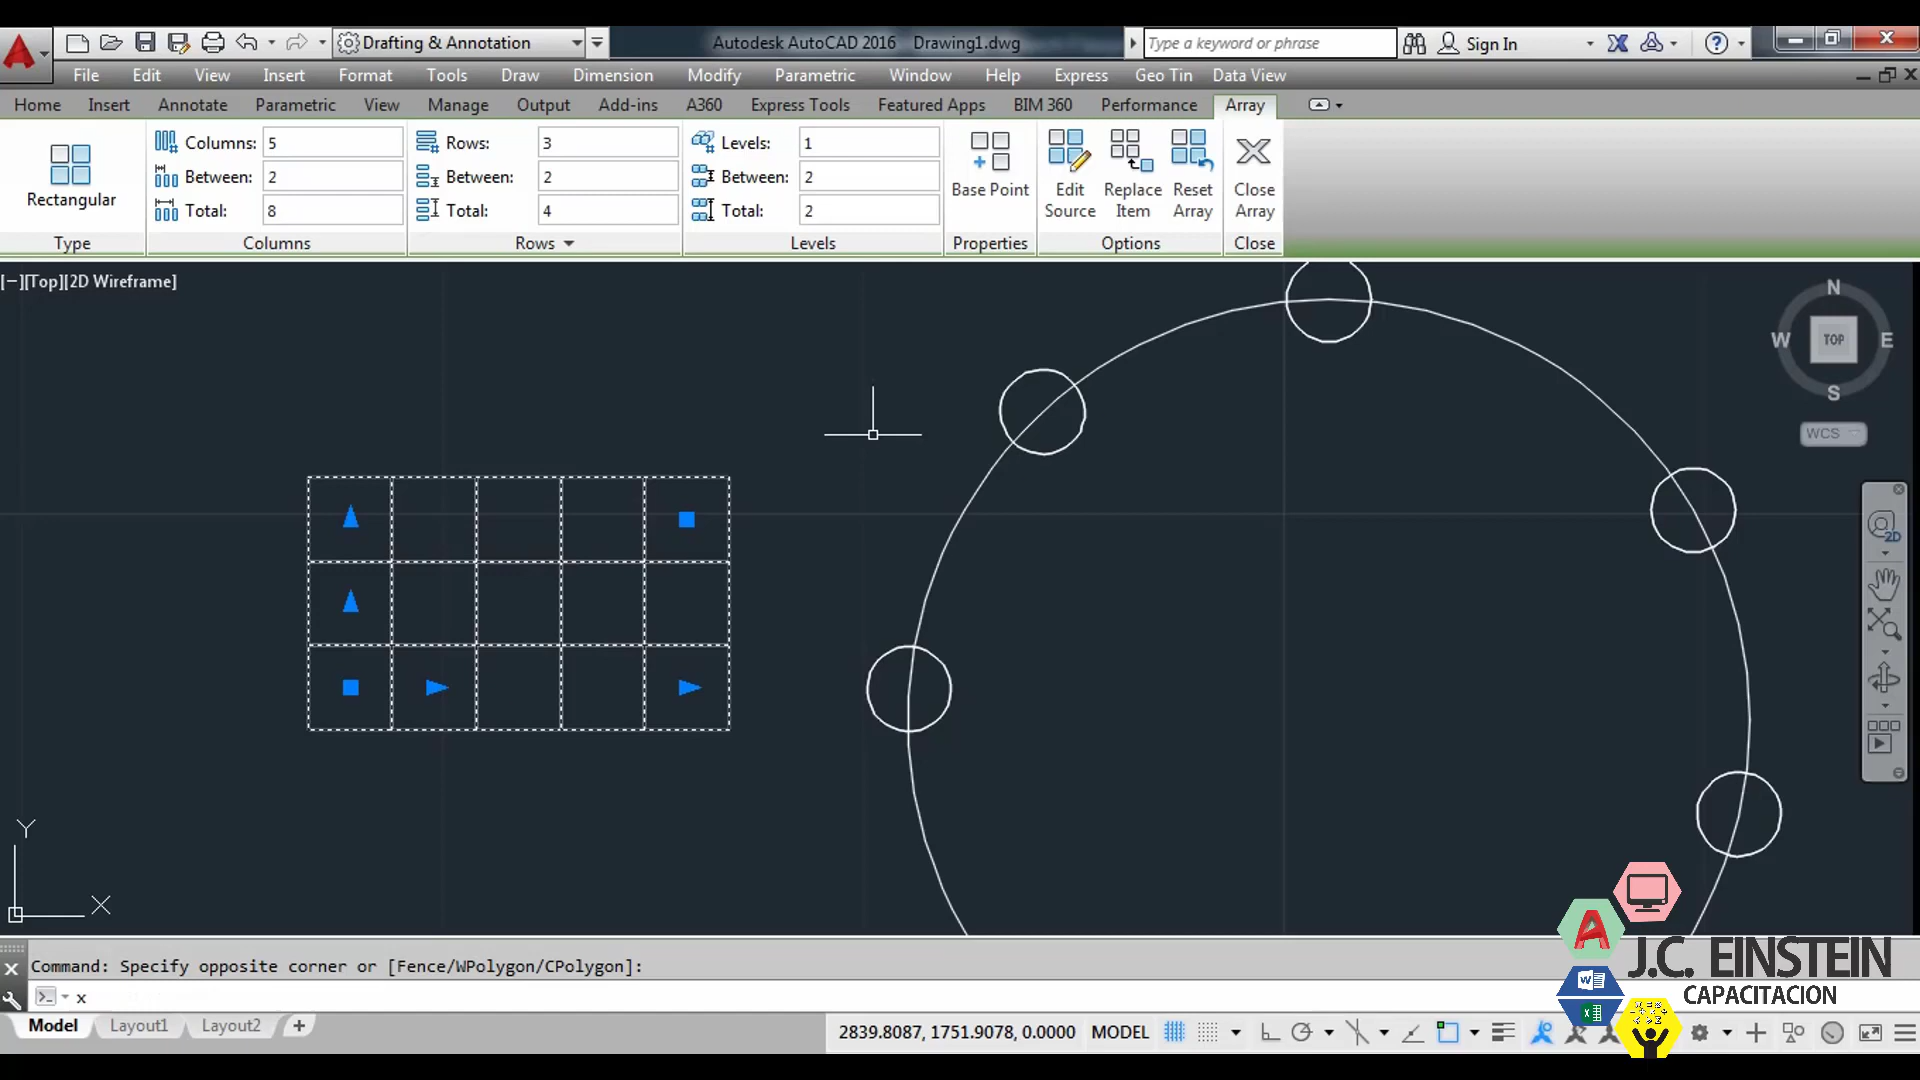 Drafting & Annotation
Autodesk AutoCAD 2016 Drawing1.dwg
Type a keyword or phrase
Sign In
File Edit View Insert Format Tools Draw Dimension Modify Parametric Window Help Express Geo Tin Data View
Home Insert Annotate Parametric View Manage Output Add-ins A360 Express Tools Featured Apps BIM 360 Performance Array
Columns: 5 Rows: 3 Levels: 1
Between: 2 Between: 2 Between: 2
Total: 8 Total: 4 Total: 2
Rectangular
Base Point
Edit Source
Replace Item
Reset Array
Close Array
Type Columns Rows Levels Properties Options Close
[−][Top][2D Wireframe]
N
W TOP E
S
WCS
2D
Y
X
Command: Specify opposite corner or [Fence/WPolygon/CPolygon]:
x
A
W
X
J.C. EINSTEIN
CAPACITACION
Model Layout1 Layout2 +
2839.8087, 1751.9078, 0.0000 MODEL